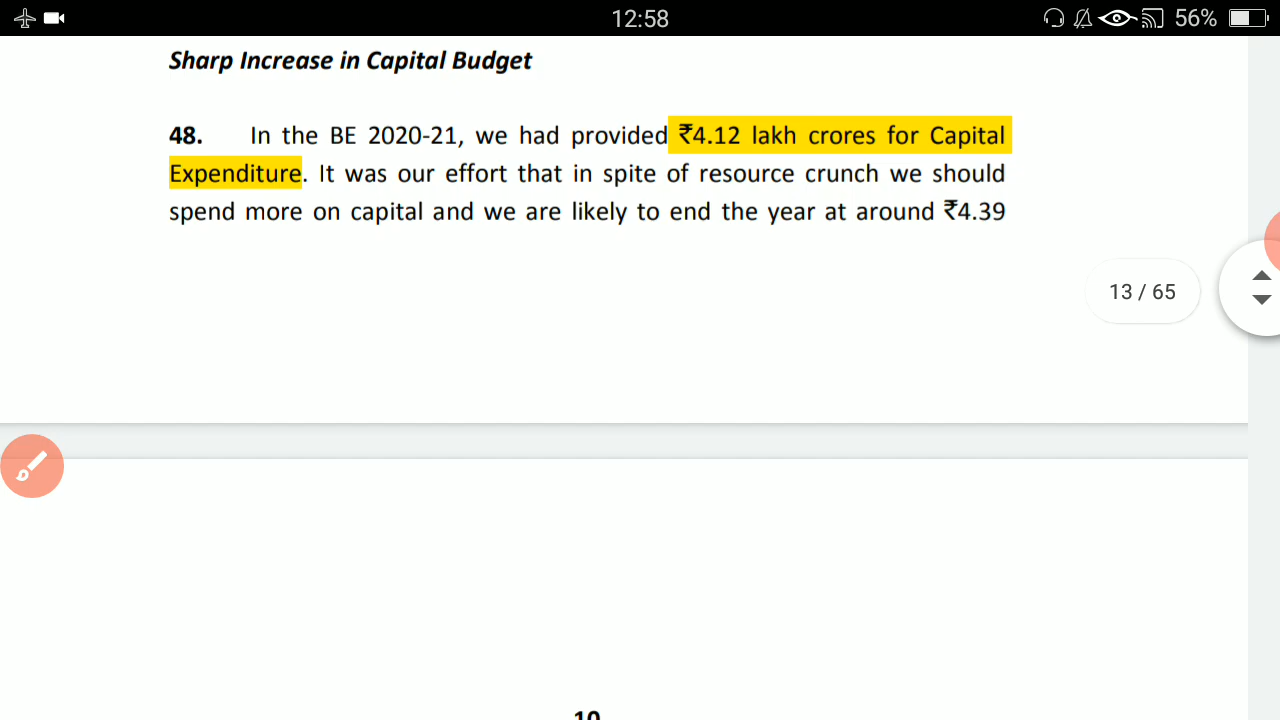 12:58
56%
Sharp Increase in Capital Budget
48. In the BE 2020-21, we had provided ₹4.12 lakh crores for Capital
Expenditure. It was our effort that in spite of resource crunch we should
spend more on capital and we are likely to end the year at around ₹4.39
13 / 65
10